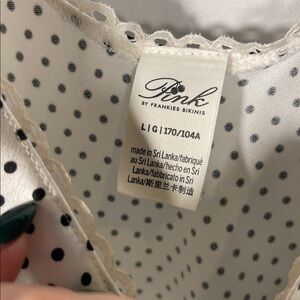 Pink
BY FRANKIES BIKINIS
L|G|170/104A
made in Sri Lanka/fabriqué
au Sri Lanka/hecho en Sri
Lanka/fabbricato in Sri
Lanka/斯里兰卡制造